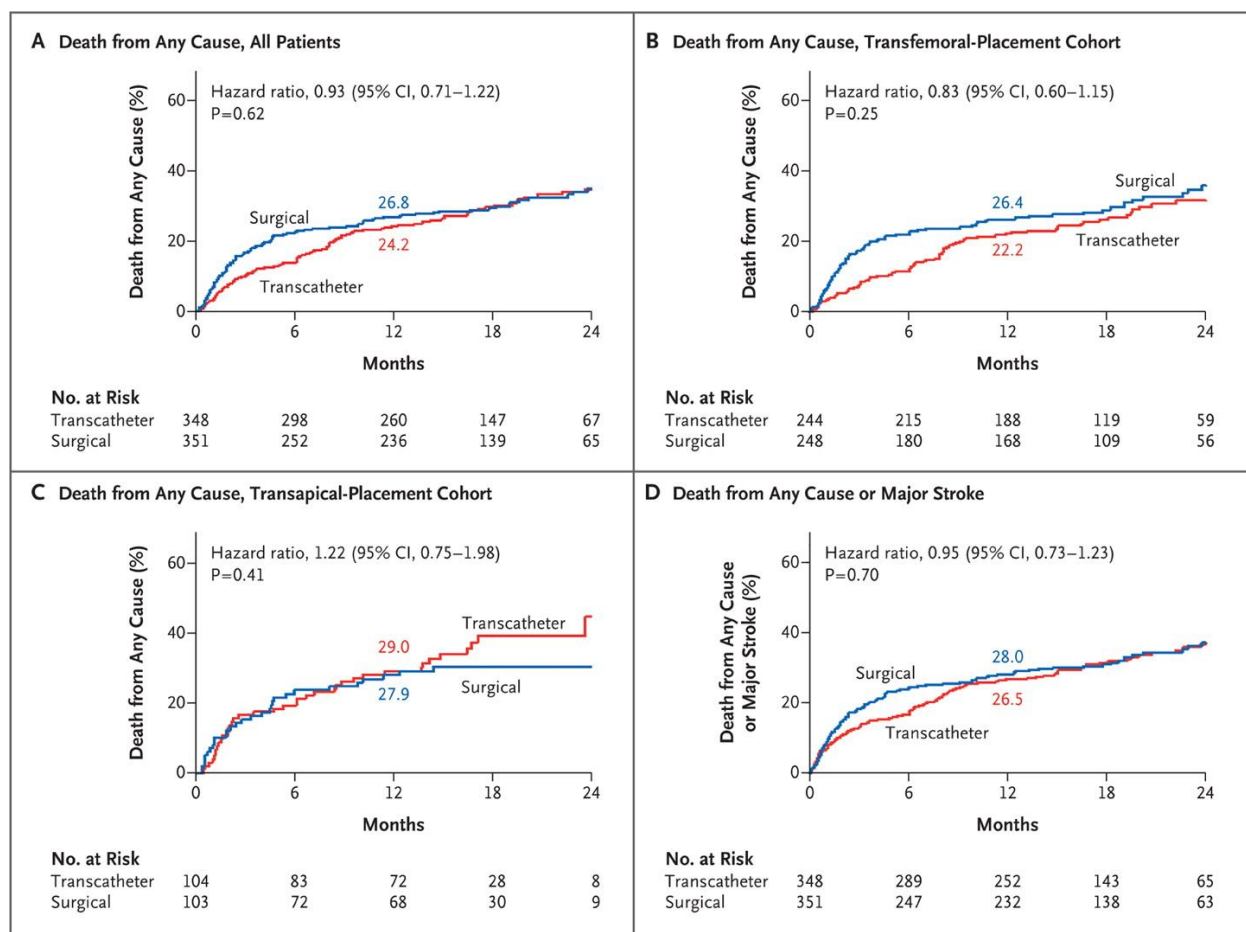 A Death from Any Cause, All Patients
Death from Any Cause (%)
60
40
20
0
Hazard ratio, 0.93 (95% CI, 0.71–1.22)
P=0.62
Surgical
26.8
24.2
Transcatheter
0 6 12 18 24
Months
No. at Risk
Transcatheter 348 298 260 147 67
Surgical 351 252 236 139 65
B Death from Any Cause, Transfemoral-Placement Cohort
Death from Any Cause (%)
60
40
20
0
Hazard ratio, 0.83 (95% CI, 0.60–1.15)
P=0.25
Surgical
26.4
22.2
Transcatheter
0 6 12 18 24
Months
No. at Risk
Transcatheter 244 215 188 119 59
Surgical 248 180 168 109 56
C Death from Any Cause, Transapical-Placement Cohort
Death from Any Cause (%)
60
40
20
0
Hazard ratio, 1.22 (95% CI, 0.75–1.98)
P=0.41
Transcatheter
29.0
27.9
Surgical
0 6 12 18 24
Months
No. at Risk
Transcatheter 104 83 72 28 8
Surgical 103 72 68 30 9
D Death from Any Cause or Major Stroke
Death from Any Cause
or Major Stroke (%)
60
40
20
0
Hazard ratio, 0.95 (95% CI, 0.73–1.23)
P=0.70
Surgical
28.0
26.5
Transcatheter
0 6 12 18 24
Months
No. at Risk
Transcatheter 348 289 252 143 65
Surgical 351 247 232 138 63